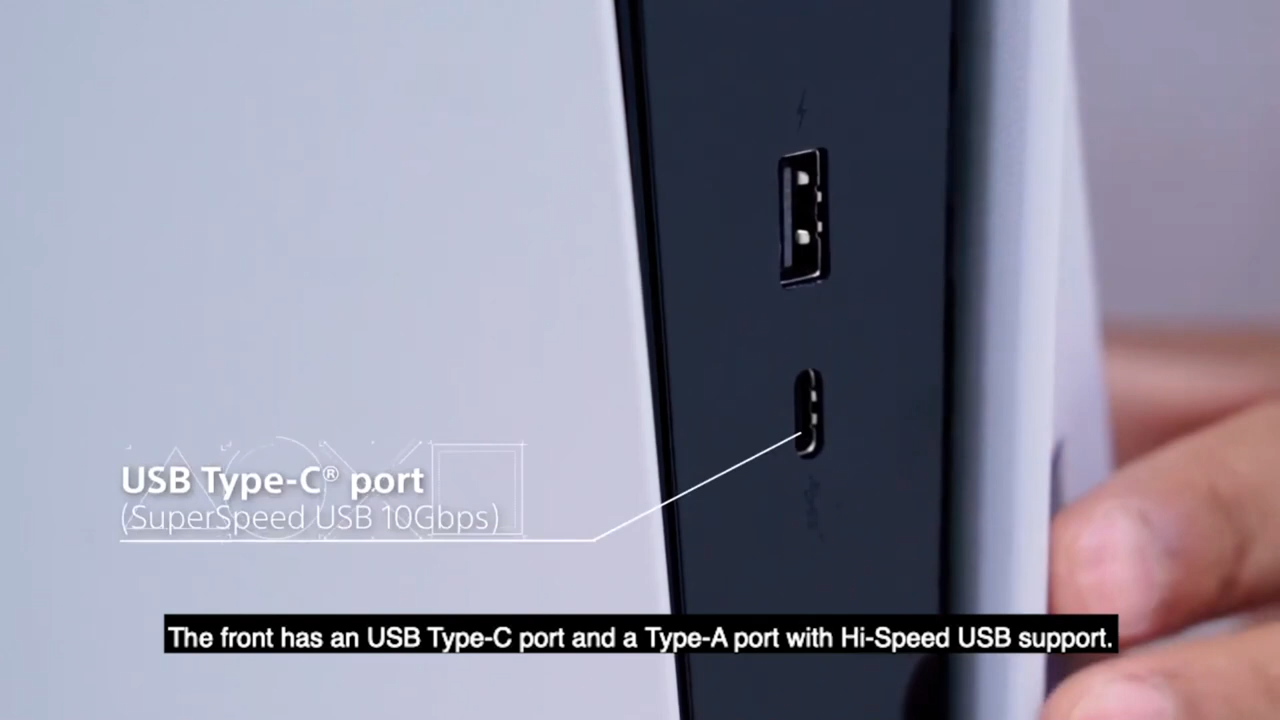 USB Type-C® port
(SuperSpeed USB 10Gbps)
The front has an USB Type-C port and a Type-A port with Hi-Speed USB support.